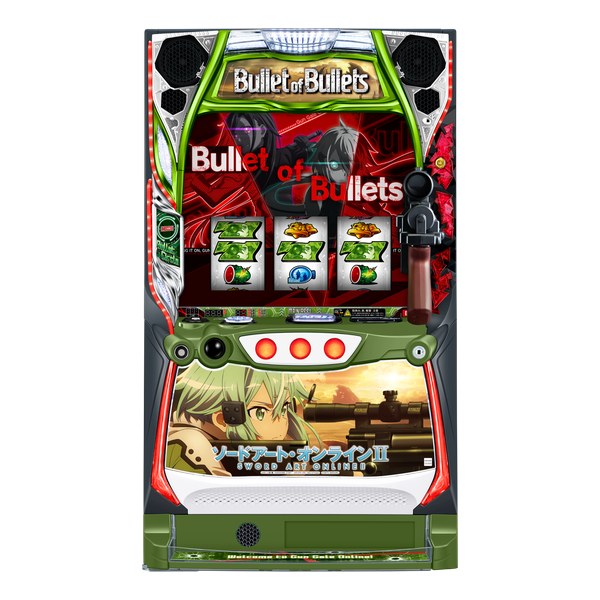 Bullet of Bullets
Bullet of Bullets
ソードアート・オンラインII
SWORD ART ONLINE II
Welcome to Gun Gale Online!